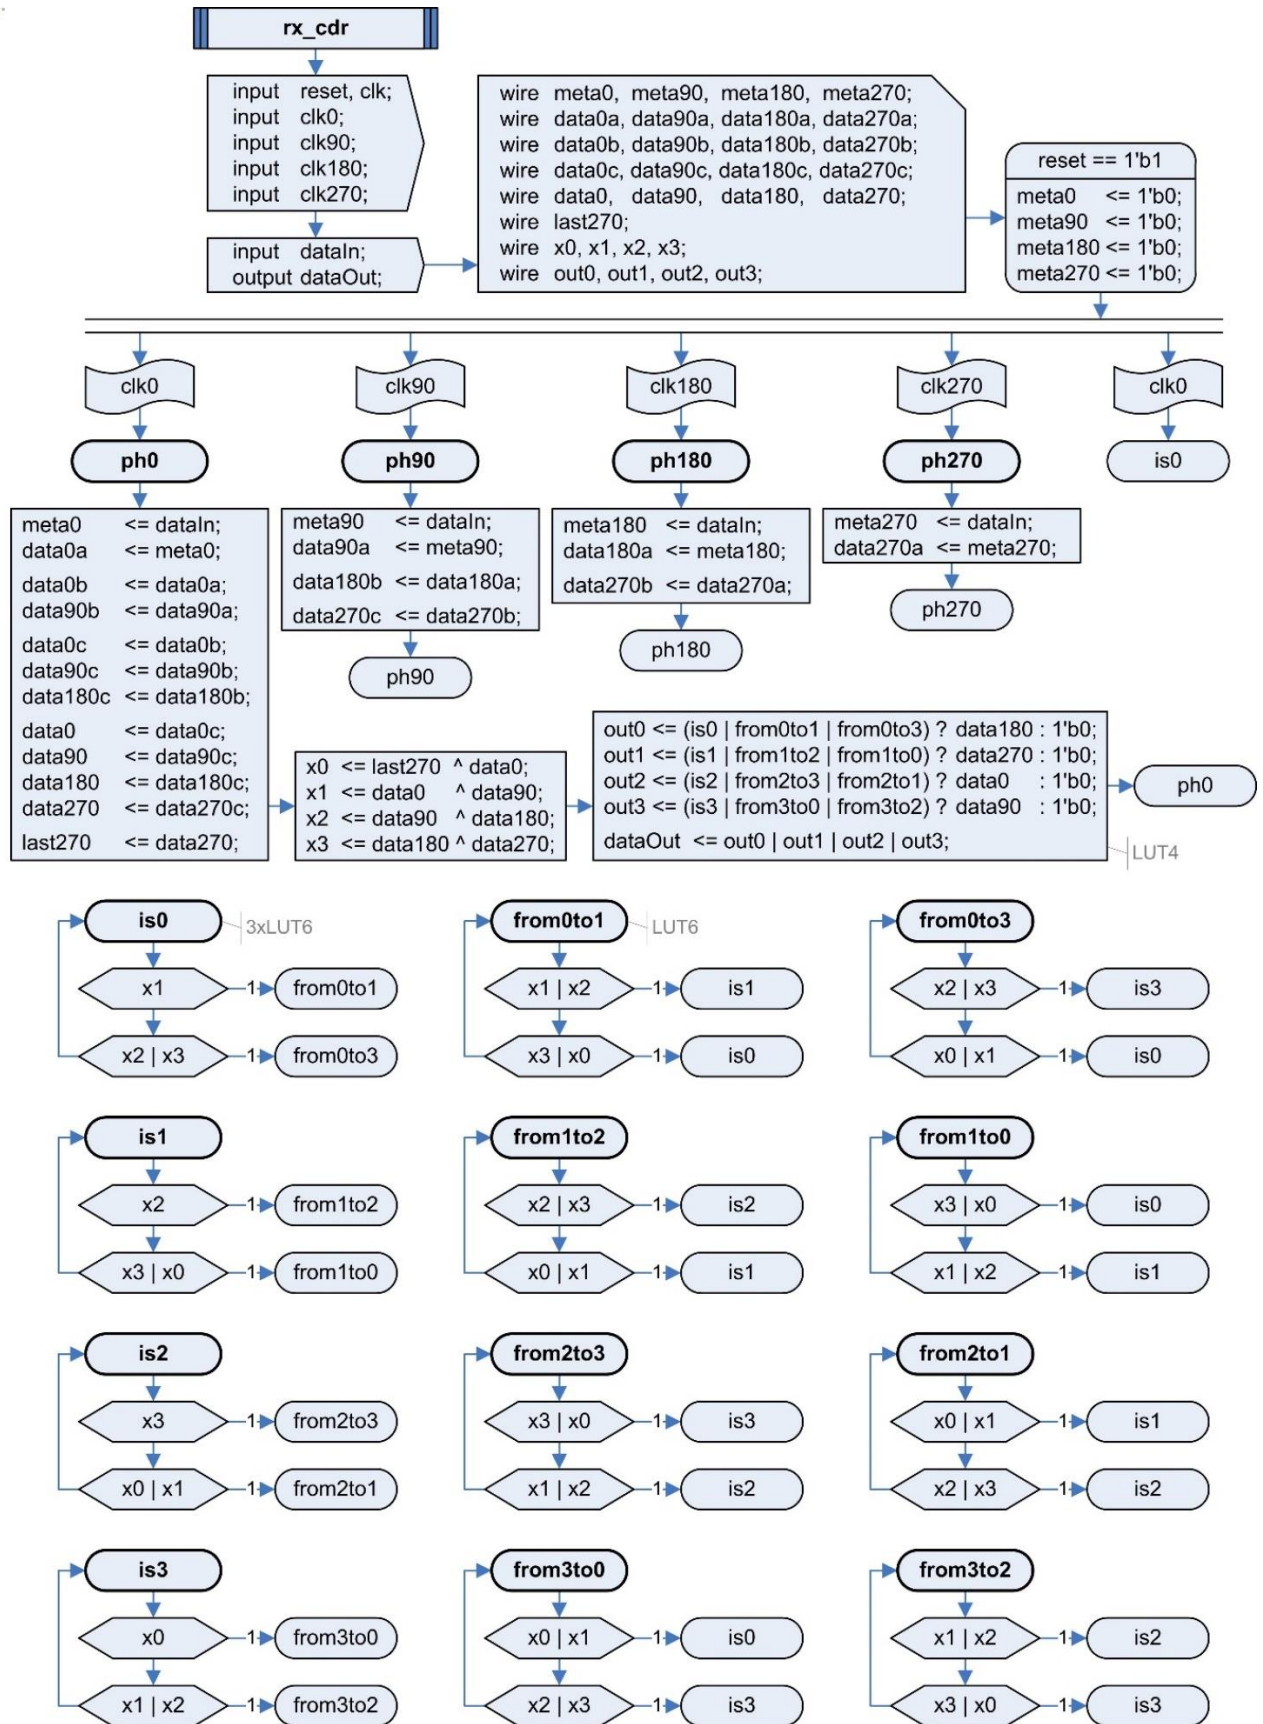 rx_cdr
input reset, clk;
input clk0;
input clk90;
input clk180;
input clk270;
input dataIn;
output dataOut;
wire meta0, meta90, meta180, meta270;
wire data0a, data90a, data180a, data270a;
wire data0b, data90b, data180b, data270b;
wire data0c, data90c, data180c, data270c;
wire data0, data90, data180, data270;
wire last270;
wire x0, x1, x2, x3;
wire out0, out1, out2, out3;
reset == 1'b1
meta0 <= 1'b0;
meta90 <= 1'b0;
meta180 <= 1'b0;
meta270 <= 1'b0;
clk0
clk90
clk180
clk270
clk0
ph0
ph90
ph180
ph270
is0
meta0 <= dataIn;
data0a <= meta0;
data0b <= data0a;
data90b <= data90a;
data0c <= data0b;
data90c <= data90b;
data180c <= data180b;
data0 <= data0c;
data90 <= data90c;
data180 <= data180c;
data270 <= data270c;
last270 <= data270;
meta90 <= dataIn;
data90a <= meta90;
data180b <= data180a;
data270c <= data270b;
ph90
meta180 <= dataIn;
data180a <= meta180;
data270b <= data270a;
ph180
meta270 <= dataIn;
data270a <= meta270;
ph270
x0 <= last270 ^ data0;
x1 <= data0 ^ data90;
x2 <= data90 ^ data180;
x3 <= data180 ^ data270;
out0 <= (is0 | from0to1 | from0to3) ? data180 : 1'b0;
out1 <= (is1 | from1to2 | from1to0) ? data270 : 1'b0;
out2 <= (is2 | from2to3 | from2to1) ? data0 : 1'b0;
out3 <= (is3 | from3to0 | from3to2) ? data90 : 1'b0;
dataOut <= out0 | out1 | out2 | out3;
ph0
LUT4
is0
3xLUT6
x1
1
from0to1
x2 | x3
1
from0to3
from0to1
LUT6
x1 | x2
1
is1
x3 | x0
1
is0
from0to3
x2 | x3
1
is3
x0 | x1
1
is0
is1
x2
1
from1to2
x3 | x0
1
from1to0
from1to2
x2 | x3
1
is2
x0 | x1
1
is1
from1to0
x3 | x0
1
is0
x1 | x2
1
is1
is2
x3
1
from2to3
x0 | x1
1
from2to1
from2to3
x3 | x0
1
is3
x1 | x2
1
is2
from2to1
x0 | x1
1
is1
x2 | x3
1
is2
is3
x0
1
from3to0
x1 | x2
1
from3to2
from3to0
x0 | x1
1
is0
x2 | x3
1
is3
from3to2
x1 | x2
1
is2
x3 | x0
1
is3